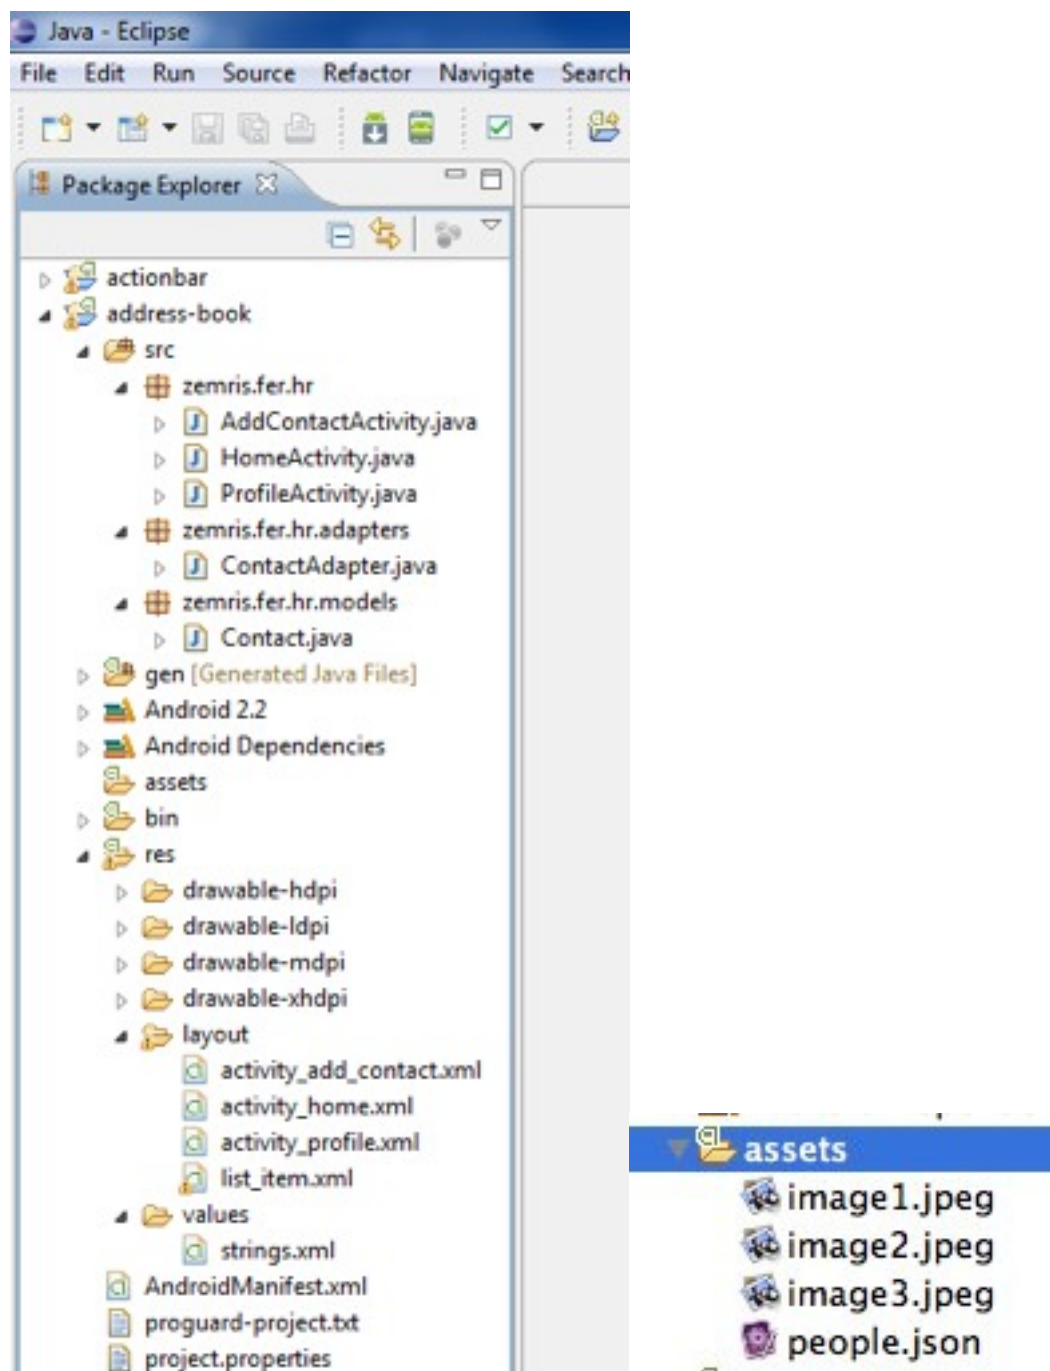 Java - Eclipse
File Edit Run Source Refactor Navigate Search
Package Explorer
actionbar
address-book
src
zemris.fer.hr
AddContactActivity.java
HomeActivity.java
ProfileActivity.java
zemris.fer.hr.adapters
ContactAdapter.java
zemris.fer.hr.models
Contact.java
gen [Generated Java Files]
Android 2.2
Android Dependencies
assets
bin
res
drawable-hdpi
drawable-ldpi
drawable-mdpi
drawable-xhdpi
layout
activity_add_contact.xml
activity_home.xml
activity_profile.xml
list_item.xml
values
strings.xml
AndroidManifest.xml
proguard-project.txt
project.properties
assets
image1.jpeg
image2.jpeg
image3.jpeg
people.json